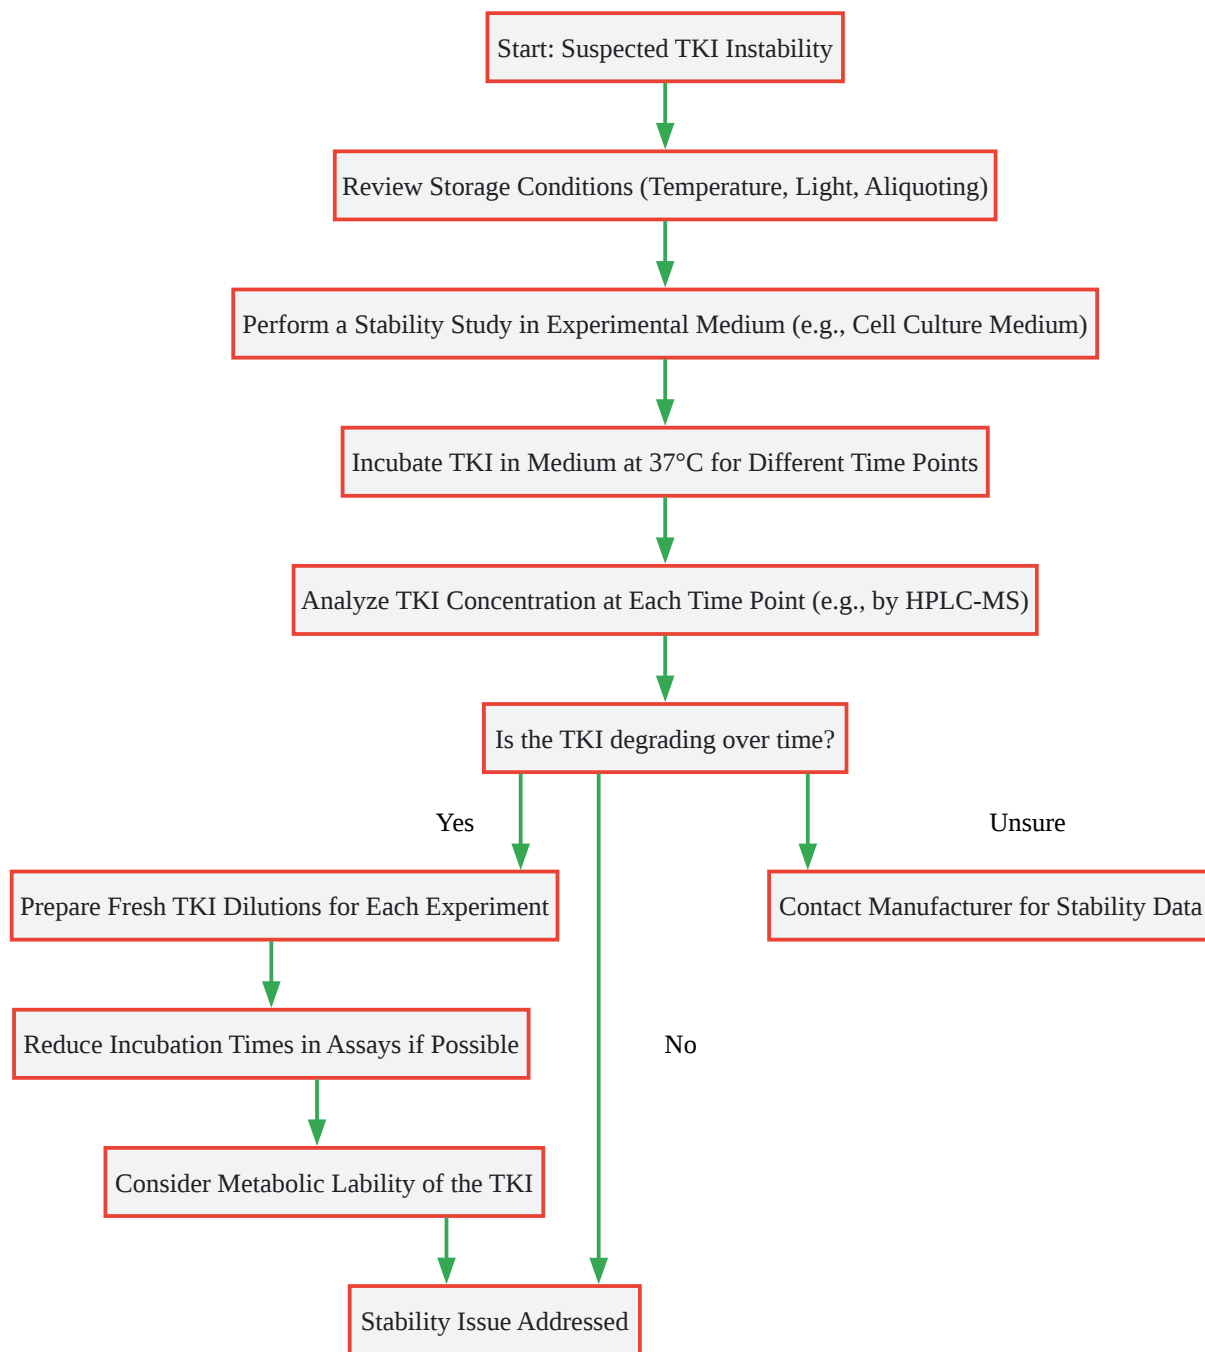 Start: Suspected TKI Instability
Review Storage Conditions (Temperature, Light, Aliquoting)
Perform a Stability Study in Experimental Medium (e.g., Cell Culture Medium)
Incubate TKI in Medium at 37°C for Different Time Points
Analyze TKI Concentration at Each Time Point (e.g., by HPLC-MS)
Is the TKI degrading over time?
Yes
Unsure
Prepare Fresh TKI Dilutions for Each Experiment
Contact Manufacturer for Stability Data
Reduce Incubation Times in Assays if Possible
No
Consider Metabolic Lability of the TKI
Stability Issue Addressed